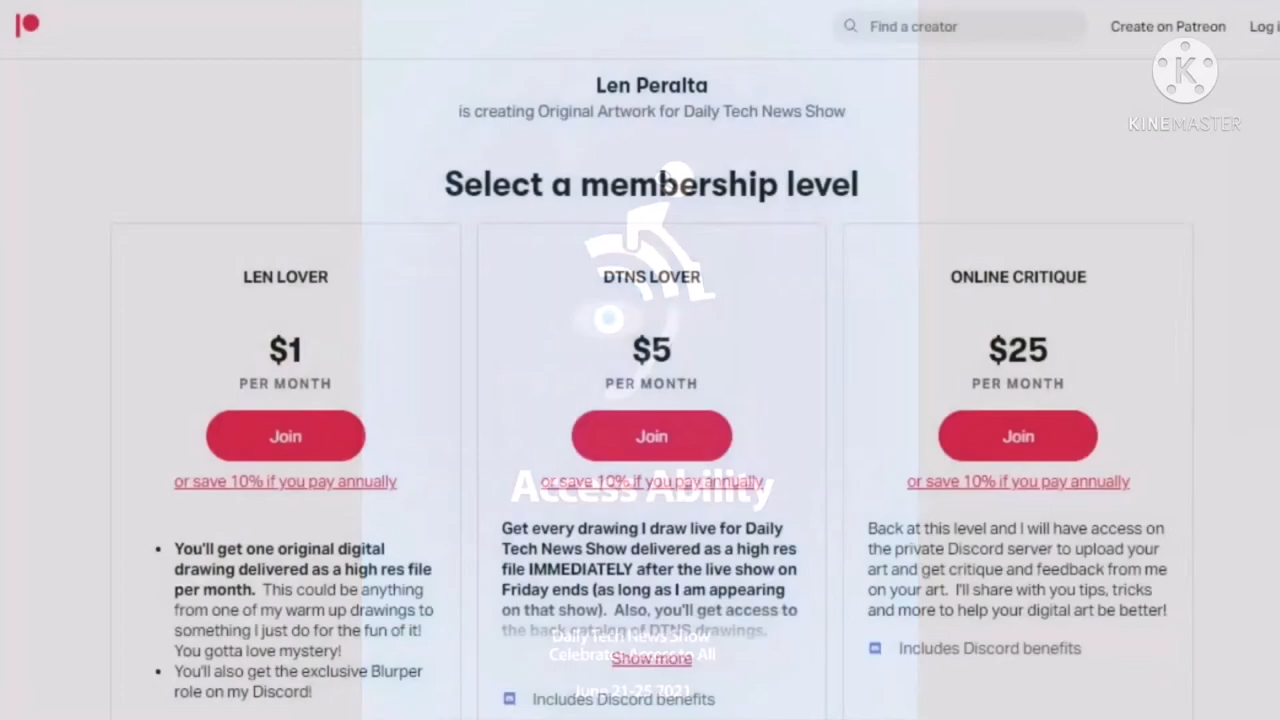 Find a creator
Create on Patreon
Log i
KINEMASTER
Len Peralta
is creating Original Artwork for Daily Tech News Show
Select a membership level
LEN LOVER
$1
PER MONTH
Join
or save 10% if you pay annually
You'll get one original digital
drawing delivered as a high res file
per month. This could be anything
from one of my warm up drawings to
something I just do for the fun of it!
You gotta love mystery!
You'll also get the exclusive Blurper
role on my Discord!
DTNS LOVER
$5
PER MONTH
Join
or save 10% if you pay annually
Get every drawing I draw live for Daily
Tech News Show delivered as a high res
file IMMEDIATELY after the live show on
Friday ends (as long as I am appearing
on that show). Also, you'll get access to
the back catalog of DTNS drawings.
Show more
Includes Discord benefits
ONLINE CRITIQUE
$25
PER MONTH
Join
or save 10% if you pay annually
Back at this level and I will have access on
the private Discord server to upload your
art and get critique and feedback from me
on your art. I'll share with you tips, tricks
and more to help your digital art be better!
Includes Discord benefits
Access Ability
Daily Tech News Show
Celebrates Access to All
June 21-25 2021